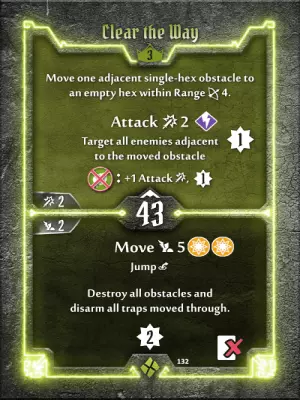 Clear the Way
3
Move one adjacent single-hex obstacle to
an empty hex within Range 4.
Attack 2
Target all enemies adjacent
to the moved obstacle
1
: +1 Attack , 1
2
43
2
Move 5
Jump
Destroy all obstacles and
disarm all traps moved through.
2
132